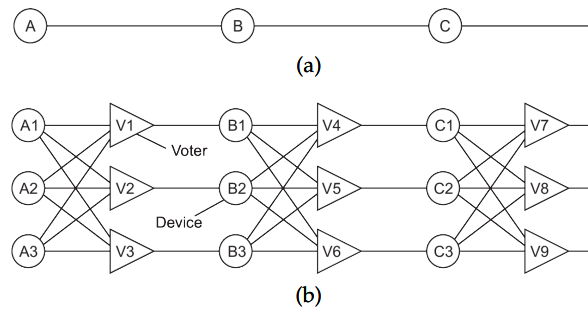 A B C
(a)
A1 V1 B1 V4 C1 V7
Voter
A2 V2 B2 V5 C2 V8
Device
A3 V3 B3 V6 C3 V9
(b)